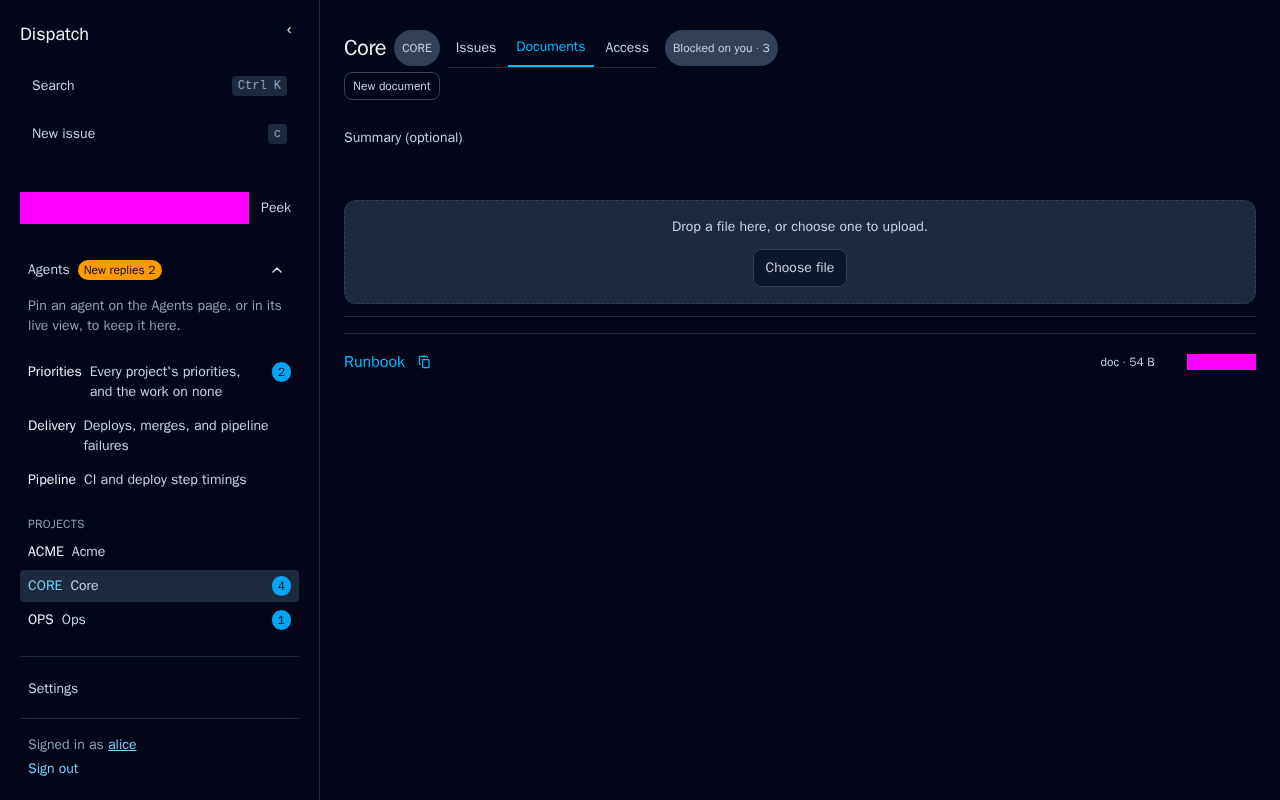 Dispatch
Search Ctrl K
New issue C
Peek
Agents New replies 2
Pin an agent on the Agents page, or in its
live view, to keep it here.
Priorities Every project's priorities,
and the work on none 2
Delivery Deploys, merges, and pipeline
failures
Pipeline CI and deploy step timings
PROJECTS
ACME Acme
CORE Core 4
OPS Ops 1
Settings
Signed in as alice
Sign out
Core CORE Issues Documents Access Blocked on you · 3
New document
Summary (optional)
Drop a file here, or choose one to upload.
Choose file
Runbook doc · 54 B